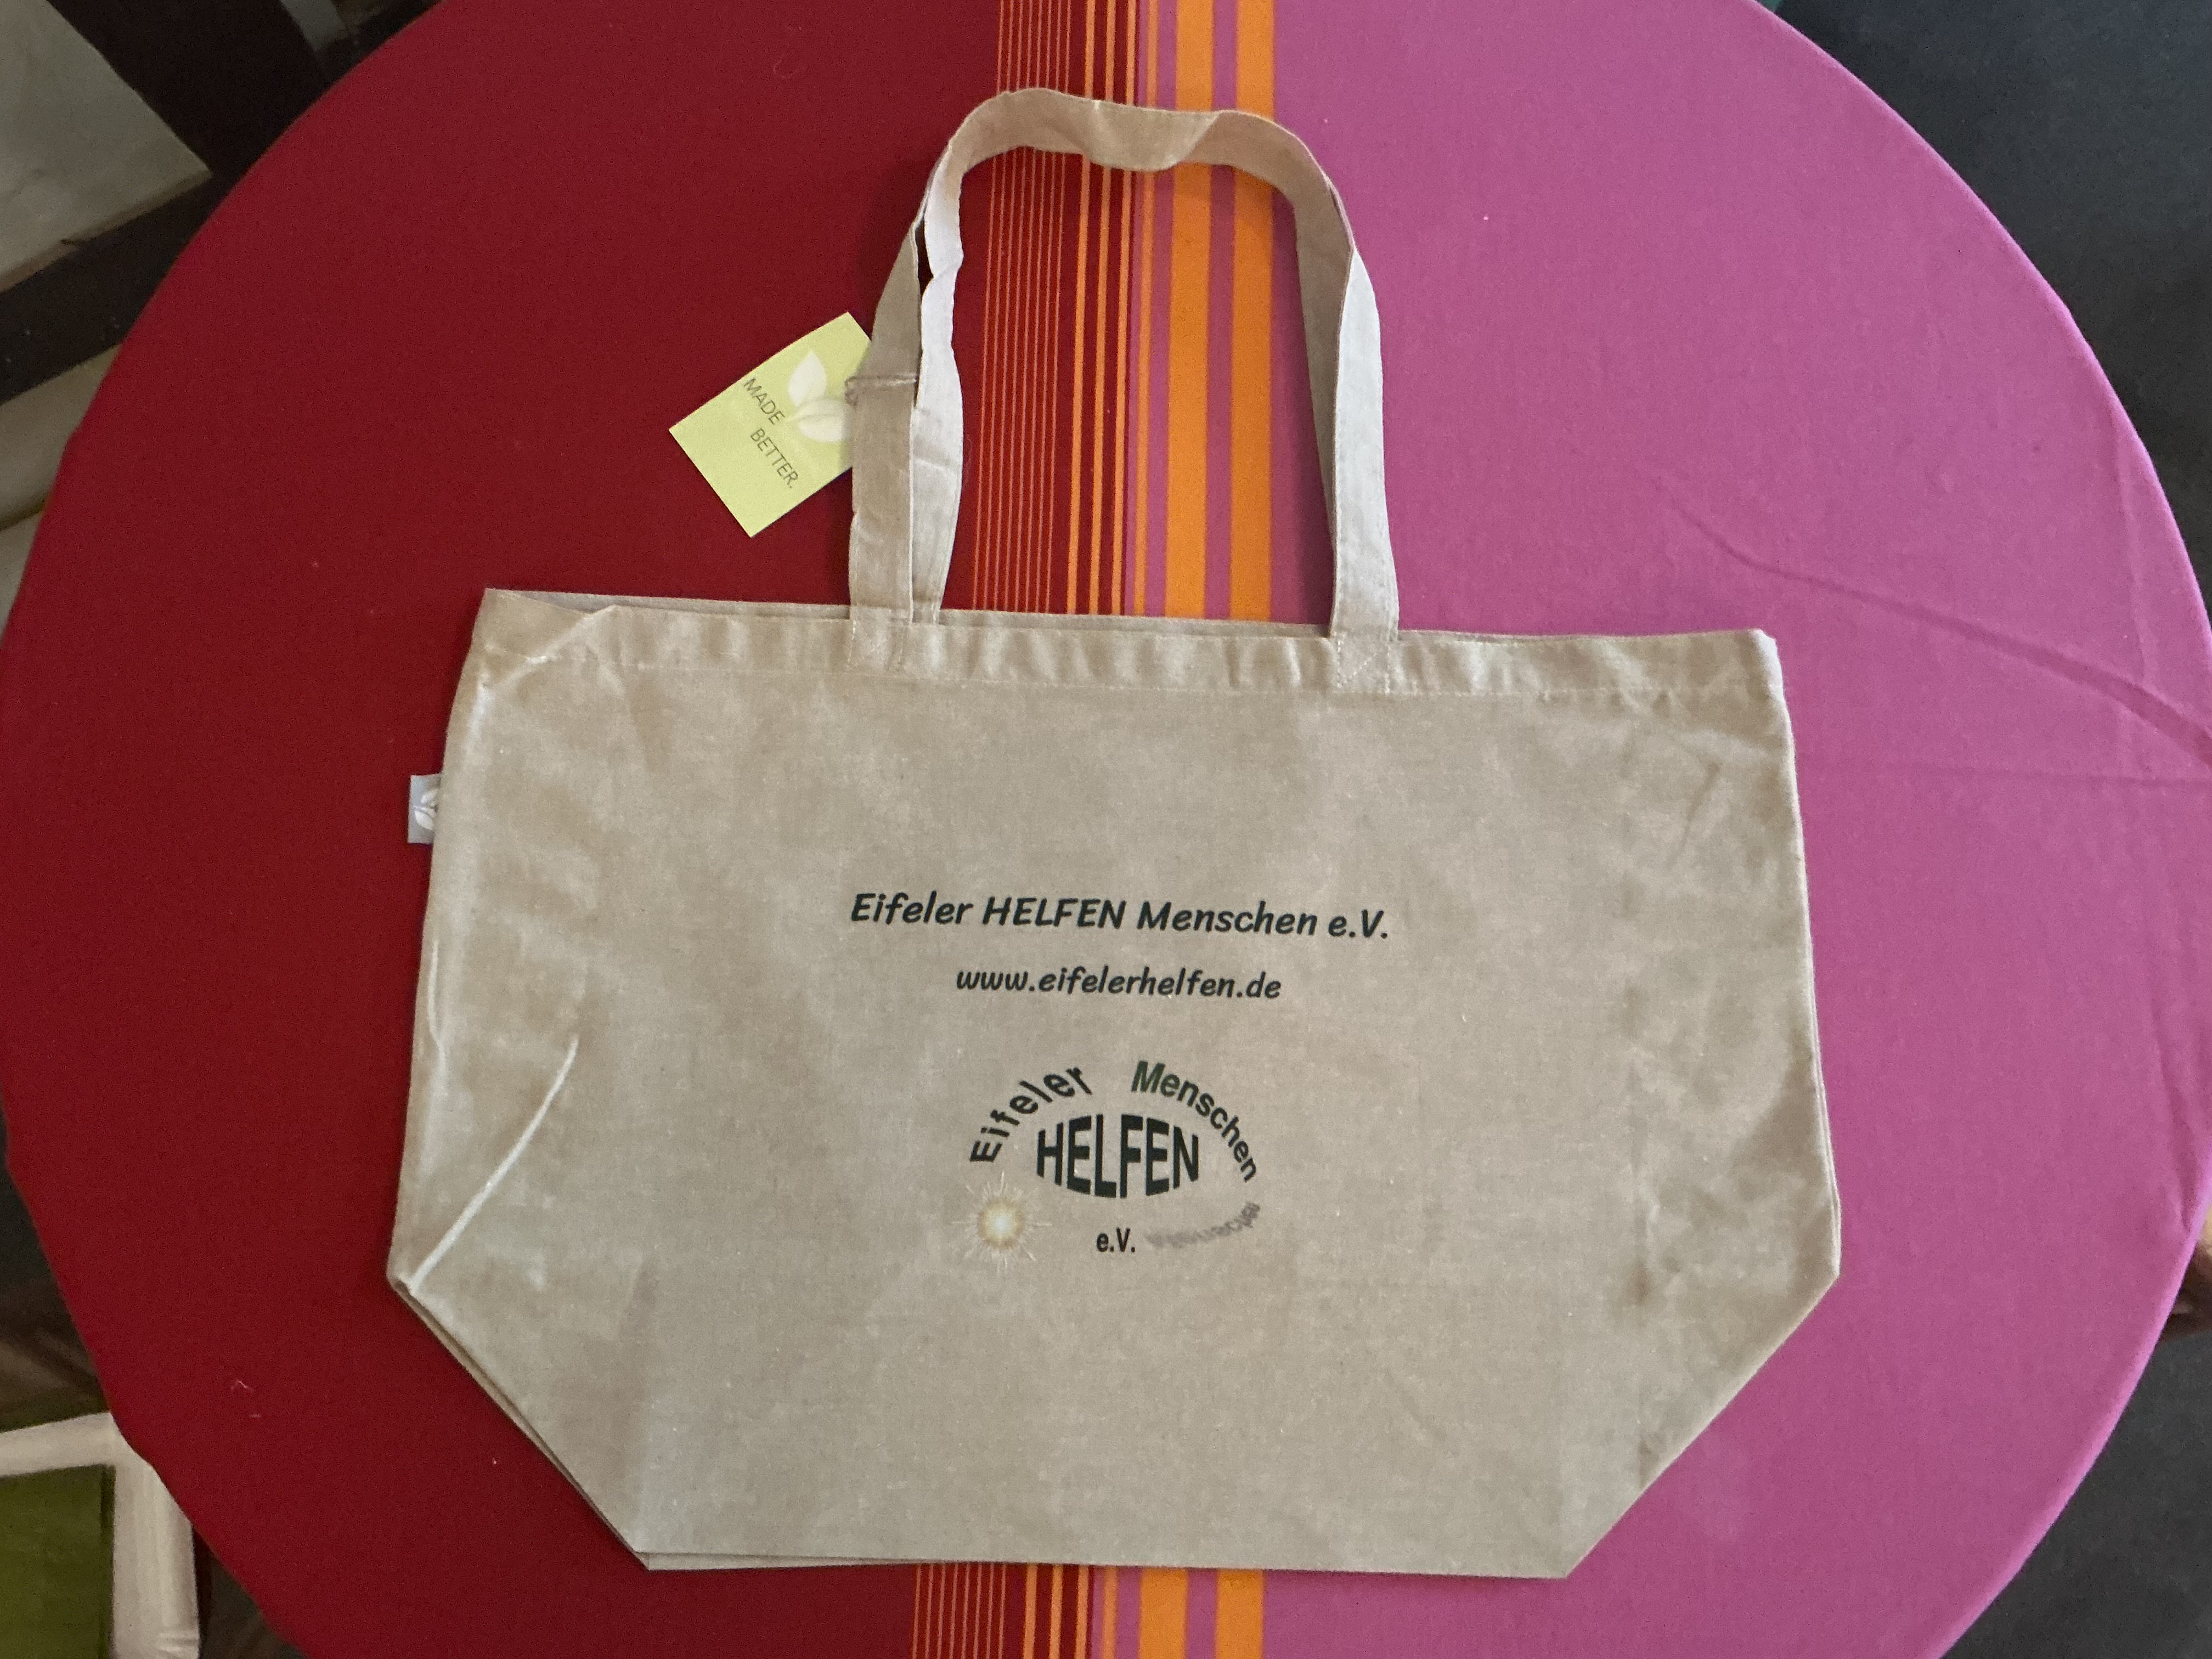 MADE
BETTER.
Eifeler HELFEN Menschen e.V.
www.eifelerhelfen.de
Eifeler Menschen
HELFEN
e.V.